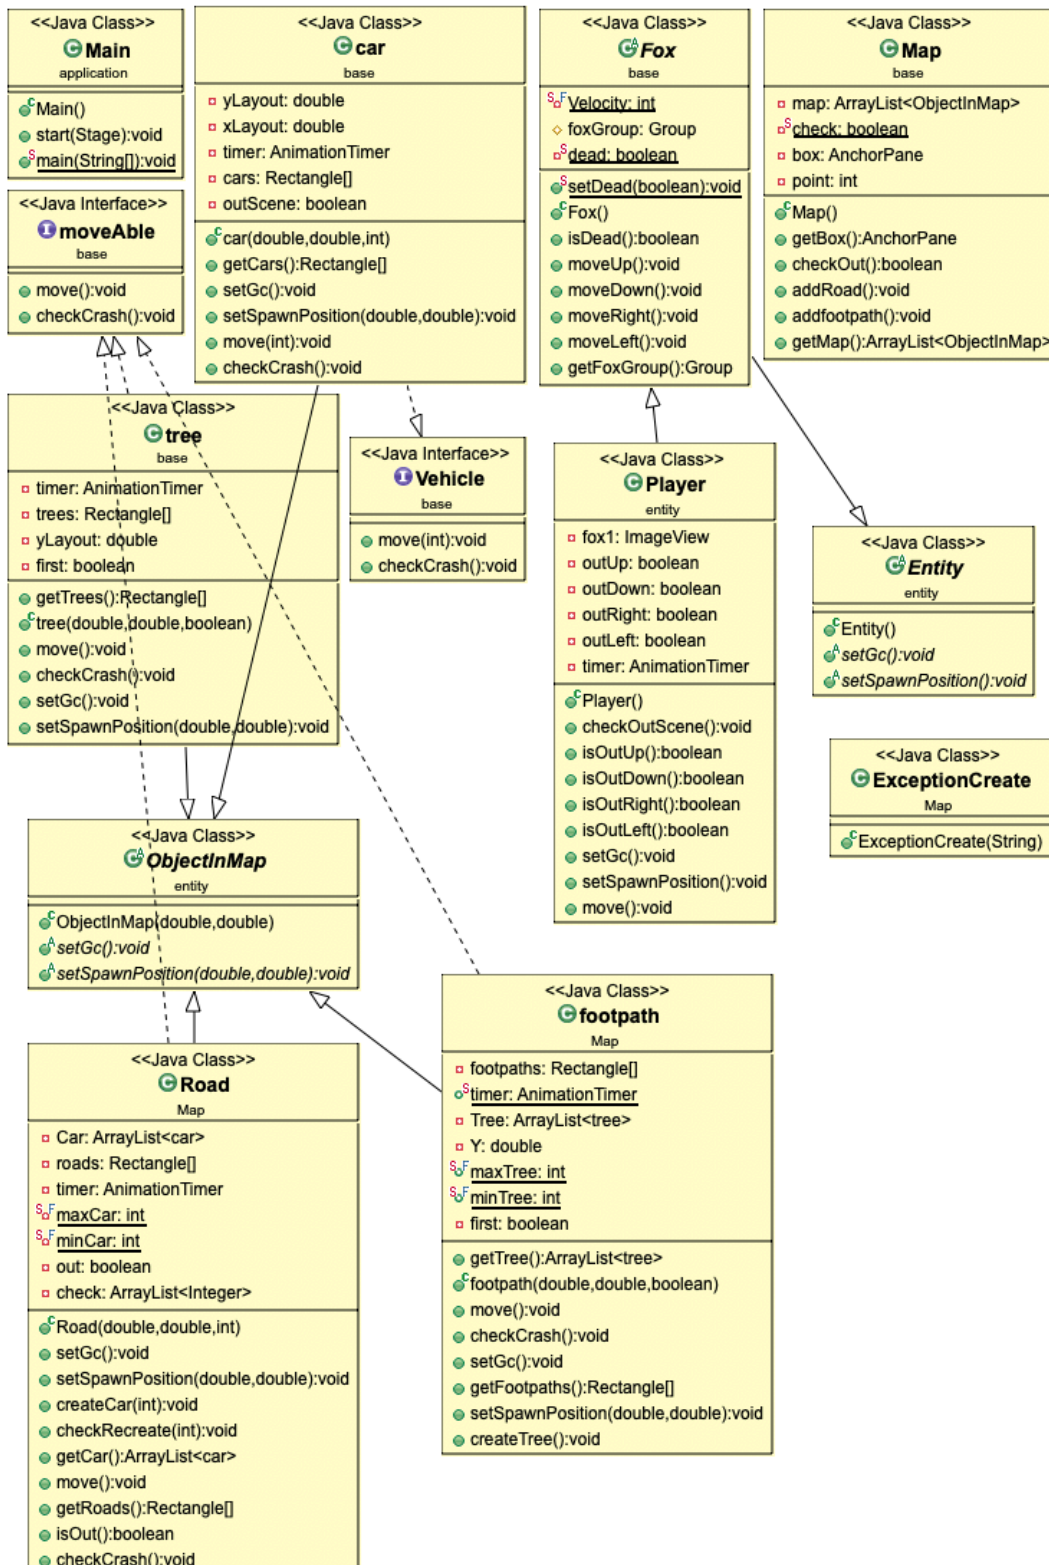 <<Java Class>>
Main
application
Main()
start(Stage):void
main(String[]):void
<<Java Interface>>
moveAble
base
move():void
checkCrash():void
<<Java Class>>
car
base
yLayout: double
xLayout: double
timer: AnimationTimer
cars: Rectangle[]
outScene: boolean
car(double,double,int)
getCars():Rectangle[]
setGc():void
setSpawnPosition(double,double):void
move(int):void
checkCrash():void
<<Java Class>>
Fox
base
Velocity: int
foxGroup: Group
dead: boolean
setDead(boolean):void
Fox()
isDead():boolean
moveUp():void
moveDown():void
moveRight():void
moveLeft():void
getFoxGroup():Group
<<Java Class>>
Map
base
map: ArrayList<ObjectInMap>
check: boolean
box: AnchorPane
point: int
Map()
getBox():AnchorPane
checkOut():boolean
addRoad():void
addfootpath():void
getMap():ArrayList<ObjectInMap>
<<Java Class>>
tree
base
timer: AnimationTimer
trees: Rectangle[]
yLayout: double
first: boolean
getTrees():Rectangle[]
tree(double,double,boolean)
move():void
checkCrash():void
setGc():void
setSpawnPosition(double,double):void
<<Java Interface>>
Vehicle
base
move(int):void
checkCrash():void
<<Java Class>>
Player
entity
fox1: ImageView
outUp: boolean
outDown: boolean
outRight: boolean
outLeft: boolean
timer: AnimationTimer
Player()
checkOutScene():void
isOutUp():boolean
isOutDown():boolean
isOutRight():boolean
isOutLeft():boolean
setGc():void
setSpawnPosition():void
move():void
<<Java Class>>
Entity
entity
Entity()
setGc():void
setSpawnPosition():void
<<Java Class>>
ExceptionCreate
Map
ExceptionCreate(String)
<<Java Class>>
ObjectInMap
entity
ObjectInMap(double,double)
setGc():void
setSpawnPosition(double,double):void
<<Java Class>>
Road
Map
Car: ArrayList<car>
roads: Rectangle[]
timer: AnimationTimer
maxCar: int
minCar: int
out: boolean
check: ArrayList<Integer>
Road(double,double,int)
setGc():void
setSpawnPosition(double,double):void
createCar(int):void
checkRecreate(int):void
getCar():ArrayList<car>
move():void
getRoads():Rectangle[]
isOut():boolean
checkCrash():void
<<Java Class>>
footpath
Map
footpaths: Rectangle[]
timer: AnimationTimer
Tree: ArrayList<tree>
Y: double
maxTree: int
minTree: int
first: boolean
getTree():ArrayList<tree>
footpath(double,double,boolean)
move():void
checkCrash():void
setGc():void
getFootpaths():Rectangle[]
setSpawnPosition(double,double):void
createTree():void